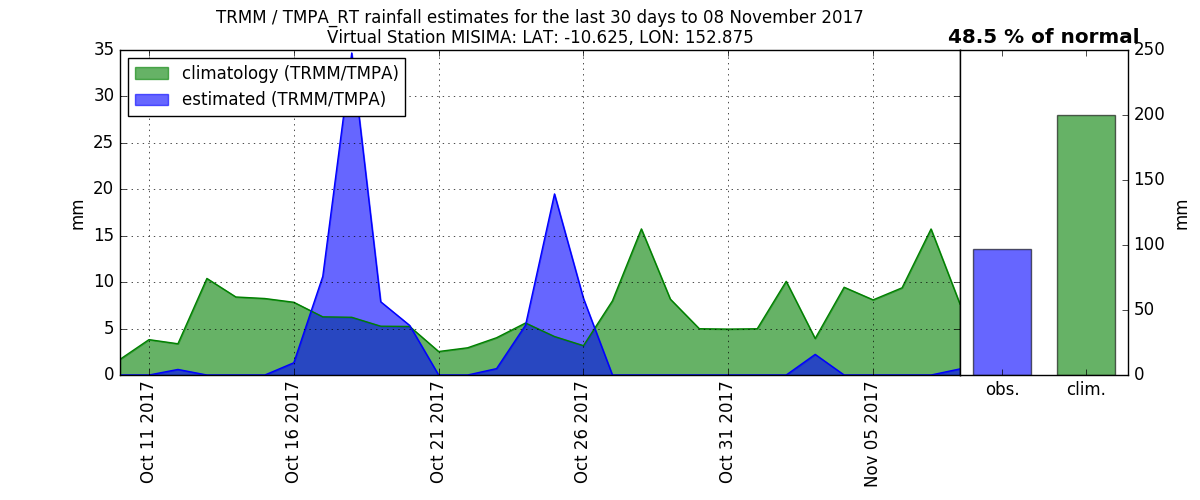 TRMM / TMPA_RT rainfall estimates for the last 30 days to 08 November 2017
Virtual Station MISIMA: LAT: -10.625, LON: 152.875
48.5 % of normal
climatology (TRMM/TMPA)
estimated (TRMM/TMPA)
35
30
25
20
15
10
5
0
mm
Oct 11 2017
Oct 16 2017
Oct 21 2017
Oct 26 2017
Oct 31 2017
Nov 05 2017
obs.
clim.
250
200
150
100
50
0
mm